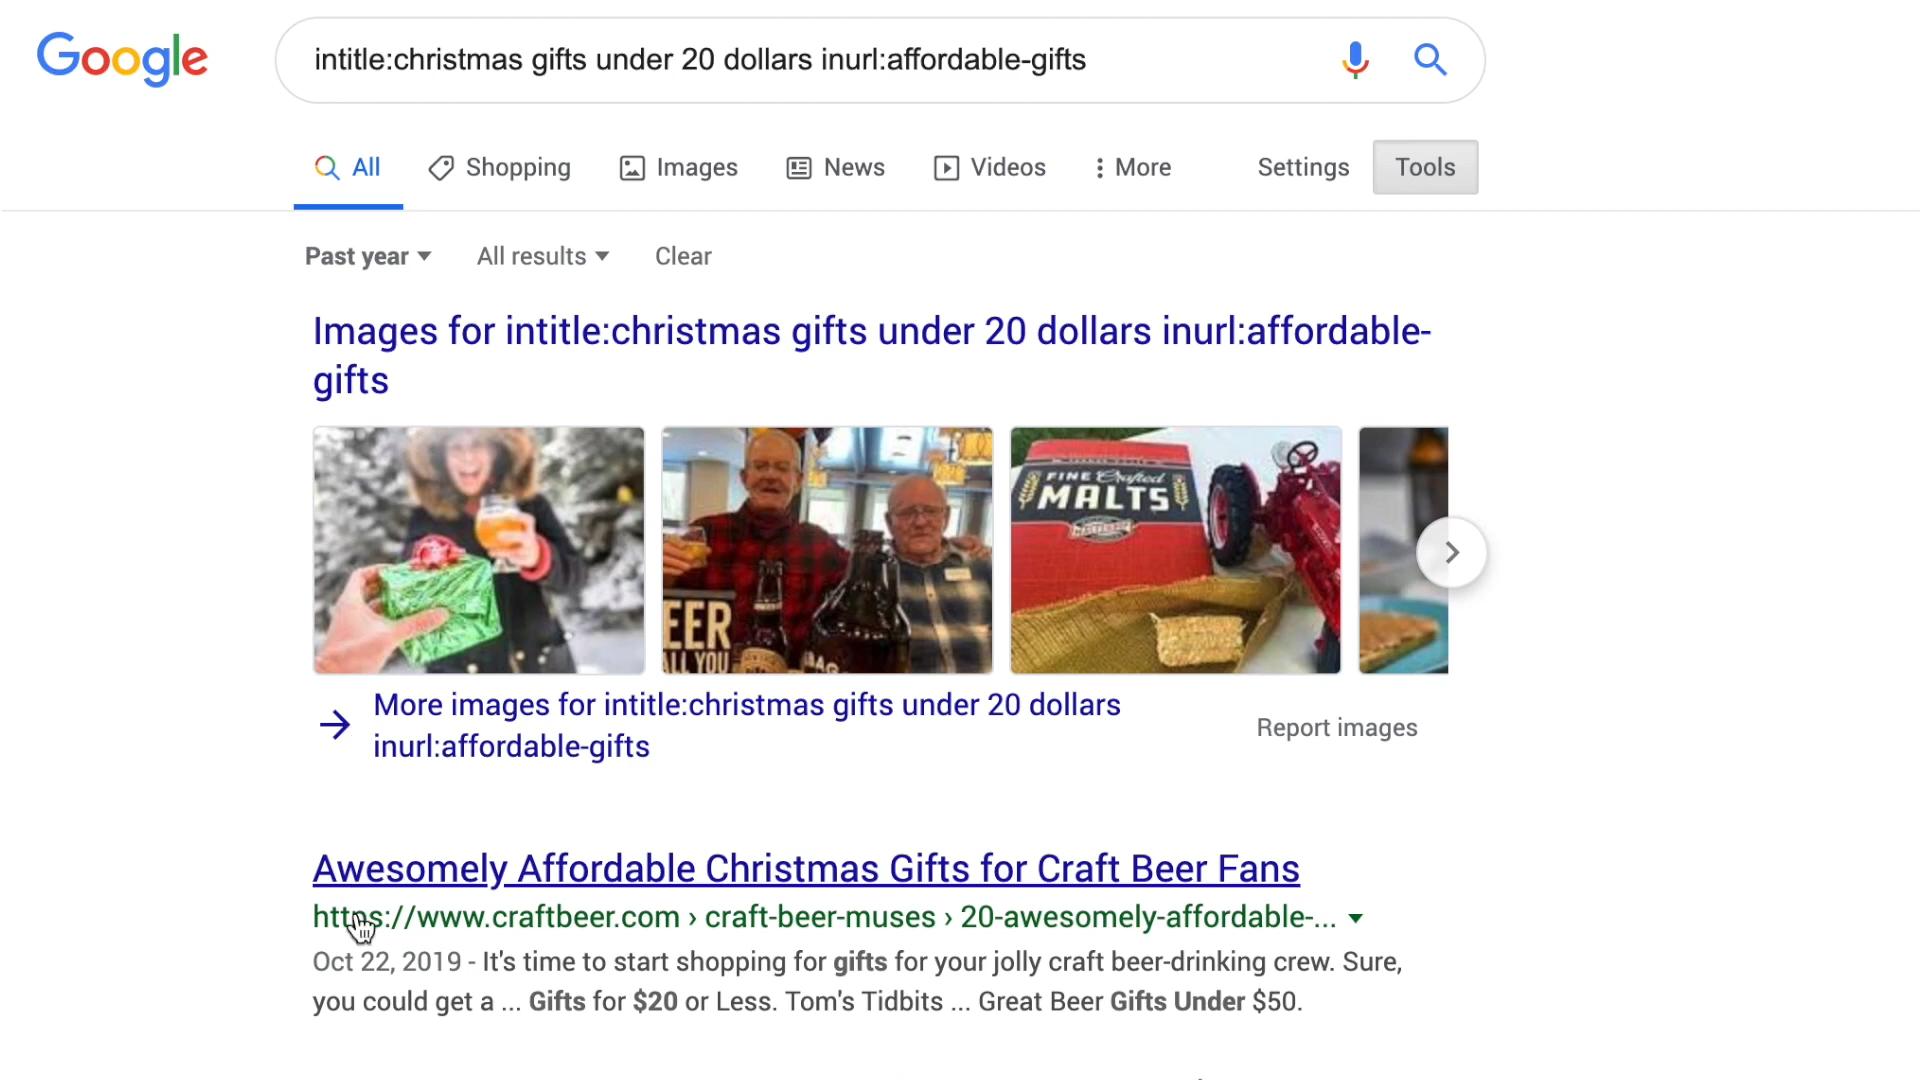 Google
intitle:christmas gifts under 20 dollars inurl:affordable-gifts
All Shopping Images News Videos More Settings Tools
Past year All results Clear
Images for intitle:christmas gifts under 20 dollars inurl:affordable-
gifts
FINE Crafted
MALTS
EER
ALL YOU
More images for intitle:christmas gifts under 20 dollars
inurl:affordable-gifts
Report images
Awesomely Affordable Christmas Gifts for Craft Beer Fans
https://www.craftbeer.com › craft-beer-muses › 20-awesomely-affordable-...
Oct 22, 2019 - It's time to start shopping for gifts for your jolly craft beer-drinking crew. Sure,
you could get a ... Gifts for $20 or Less. Tom's Tidbits ... Great Beer Gifts Under $50.